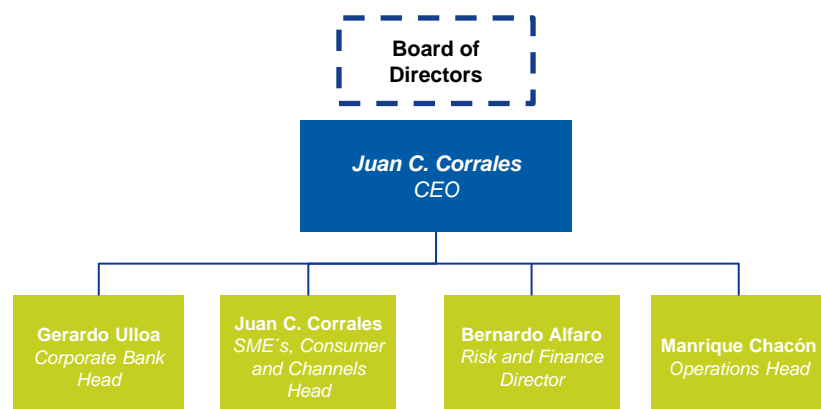 Board of
Directors
Juan C. Corrales
CEO
Gerardo Ulloa
Corporate Bank
Head
Juan C. Corrales
SME´s, Consumer
and Channels
Head
Bernardo Alfaro
Risk and Finance
Director
Manrique Chacón
Operations Head